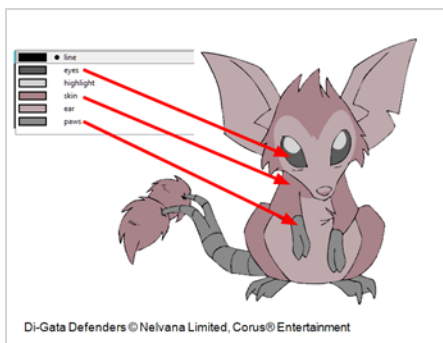 line
eyes
highlight
skin
ear
paws
Di-Gata Defenders © Nelvana Limited, Corus® Entertainment